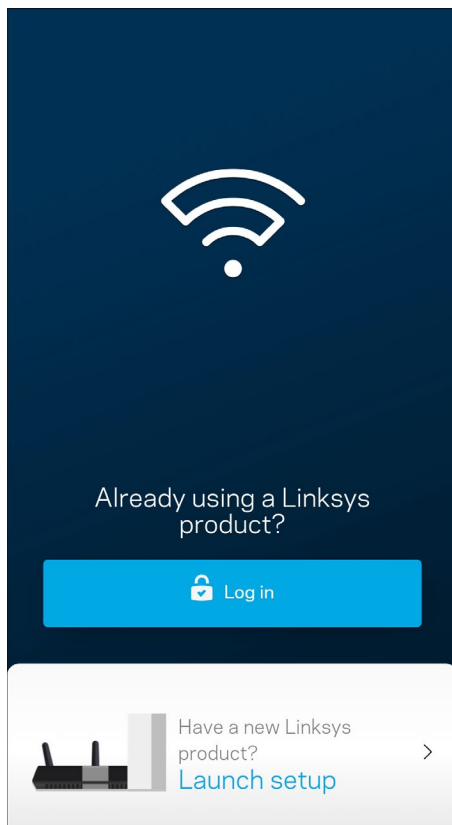 Already using a Linksys
product?
Log in
Have a new Linksys
product?
Launch setup